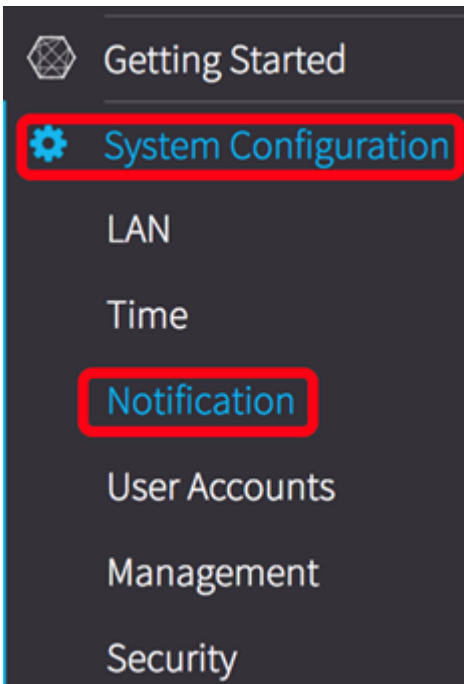 Getting Started
System Configuration
LAN
Time
Notification
User Accounts
Management
Security